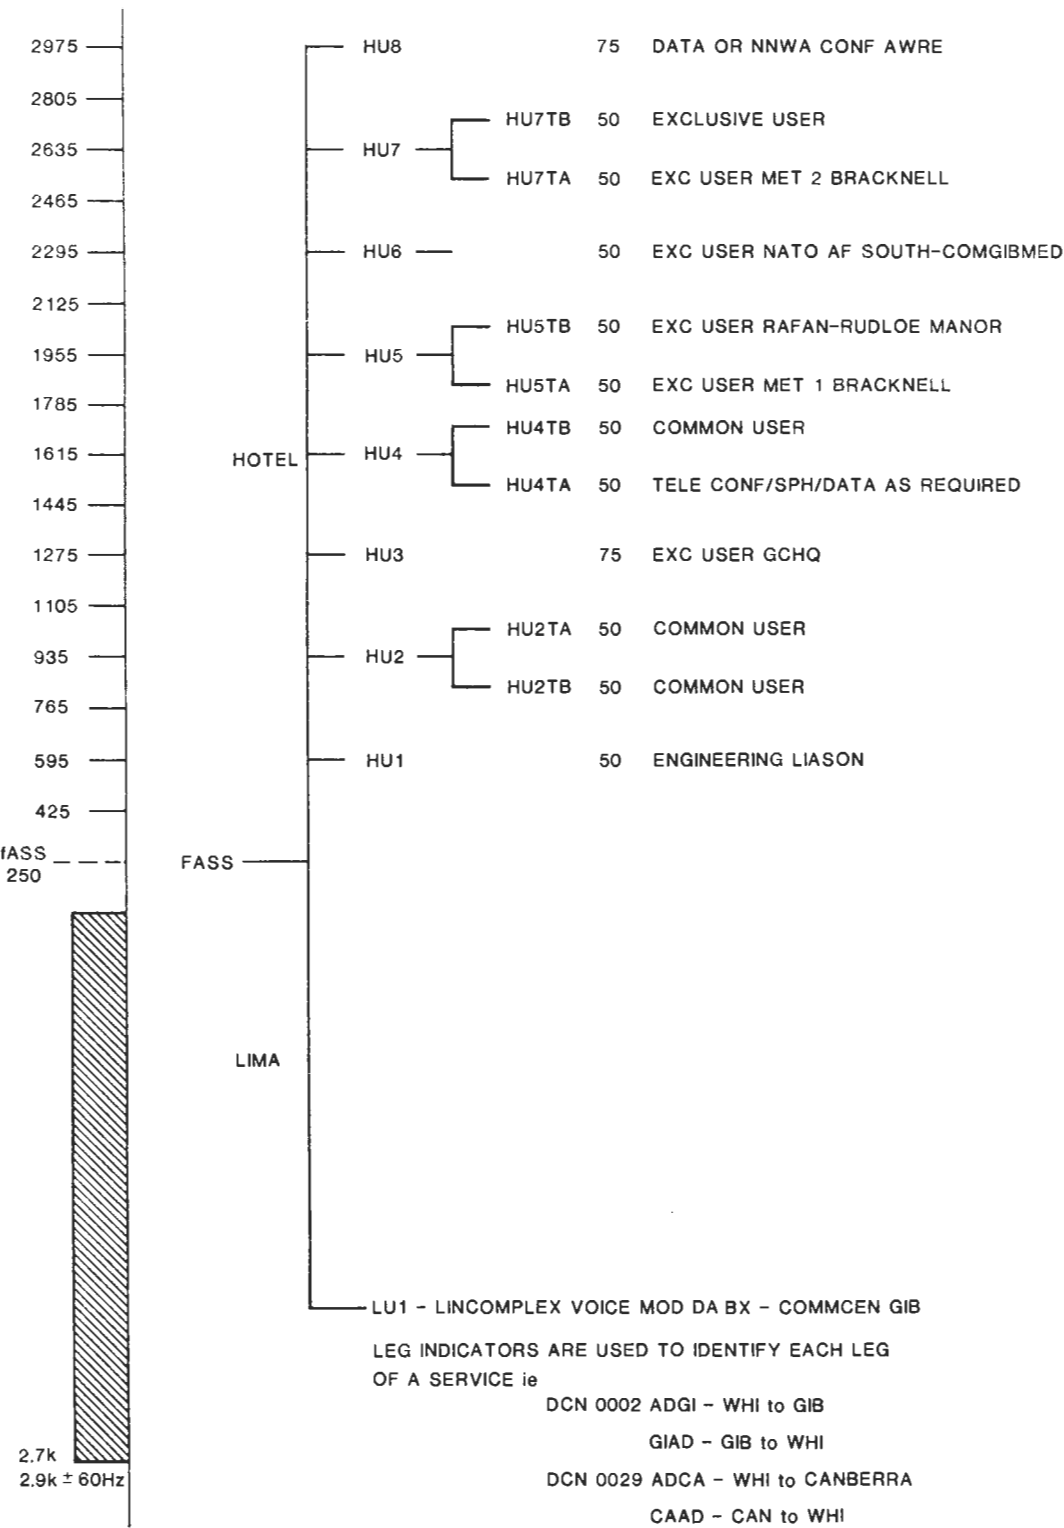 2975 HU8 75 DATA OR NNWA CONF AWRE
2805
HU7TB 50 EXCLUSIVE USER
2635 HU7
HU7TA 50 EXC USER MET 2 BRACKNELL
2465
2295 HU6 50 EXC USER NATO AF SOUTH-COMGIBMED
2125
HU5TB 50 EXC USER RAFAN-RUDLOE MANOR
1955 HU5
HU5TA 50 EXC USER MET 1 BRACKNELL
1785
HU4TB 50 COMMON USER
1615 HOTEL HU4
HU4TA 50 TELE CONF/SPH/DATA AS REQUIRED
1445
1275 HU3 75 EXC USER GCHQ
1105
HU2TA 50 COMMON USER
935 HU2
HU2TB 50 COMMON USER
765
595 HU1 50 ENGINEERING LIASON
425
fASS FASS
250
LIMA
LU1 - LINCOMPLEX VOICE MOD DA BX - COMMCEN GIB
LEG INDICATORS ARE USED TO IDENTIFY EACH LEG
OF A SERVICE ie
DCN 0002 ADGI - WHI to GIB
GIAD - GIB to WHI
2.7k
2.9k ± 60Hz DCN 0029 ADCA - WHI to CANBERRA
CAAD - CAN to WHI